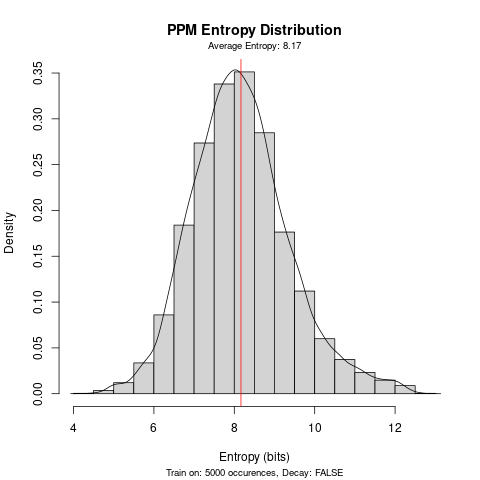 PPM Entropy Distribution
Average Entropy: 8.17
Density
0.35
0.30
0.25
0.20
0.15
0.10
0.05
0.00
4 6 8 10 12
Entropy (bits)
Train on: 5000 occurences, Decay: FALSE